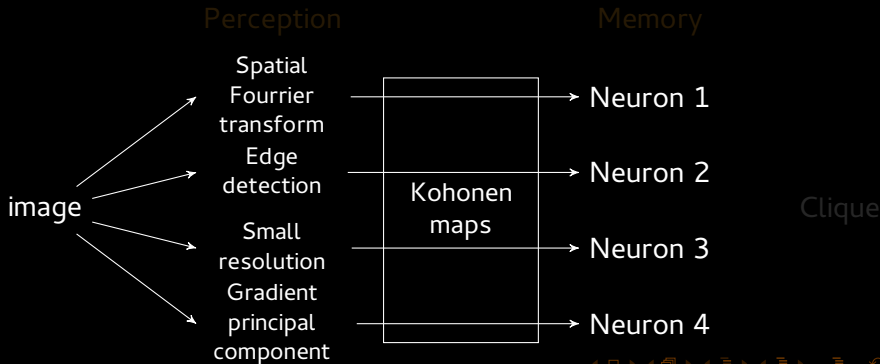 Perception
Memory
Spatial
Fourrier
transform
Neuron 1
Edge
detection
Neuron 2
image
Kohonen
maps
Clique
Small
resolution
Neuron 3
Gradient
principal
component
Neuron 4